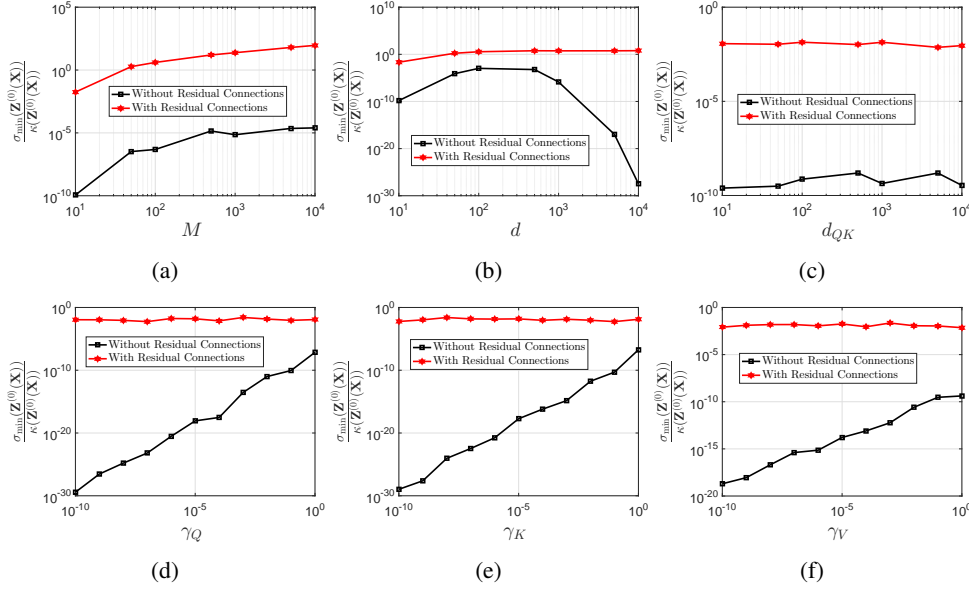 10^5
10^0
10^{-5}
10^{-10}
σ_min(Z^{(0)}(X))
κ(Z^{(0)}(X))
Without Residual Connections
With Residual Connections
10^1 10^2 10^3 10^4
M
(a)
10^{10}
10^0
10^{-10}
10^{-20}
10^{-30}
σ_min(Z^{(0)}(X))
κ(Z^{(0)}(X))
Without Residual Connections
With Residual Connections
10^1 10^2 10^3 10^4
d
(b)
10^0
10^{-5}
10^{-10}
σ_min(Z^{(0)}(X))
κ(Z^{(0)}(X))
Without Residual Connections
With Residual Connections
10^1 10^2 10^3 10^4
d_{QK}
(c)
10^0
10^{-10}
10^{-20}
10^{-30}
σ_min(Z^{(0)}(X))
κ(Z^{(0)}(X))
Without Residual Connections
With Residual Connections
10^{-10} 10^{-5} 10^0
γ_Q
(d)
10^0
10^{-10}
10^{-20}
10^{-30}
σ_min(Z^{(0)}(X))
κ(Z^{(0)}(X))
Without Residual Connections
With Residual Connections
10^{-10} 10^{-5} 10^0
γ_K
(e)
10^0
10^{-5}
10^{-10}
10^{-15}
10^{-20}
σ_min(Z^{(0)}(X))
κ(Z^{(0)}(X))
Without Residual Connections
With Residual Connections
10^{-10} 10^{-5} 10^0
γ_V
(f)